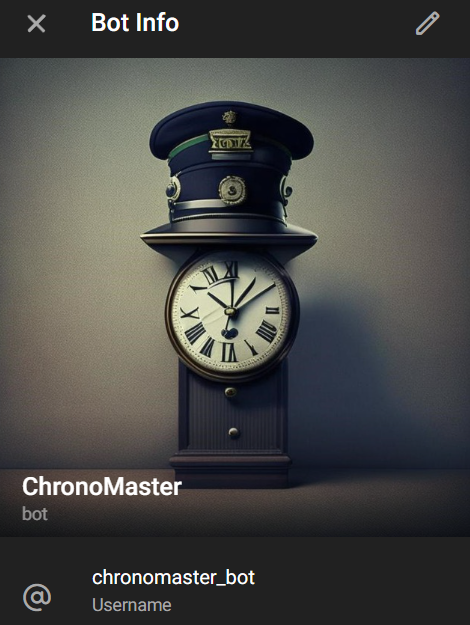 Bot Info
ChronoMaster
bot
@
chronomaster_bot
Username